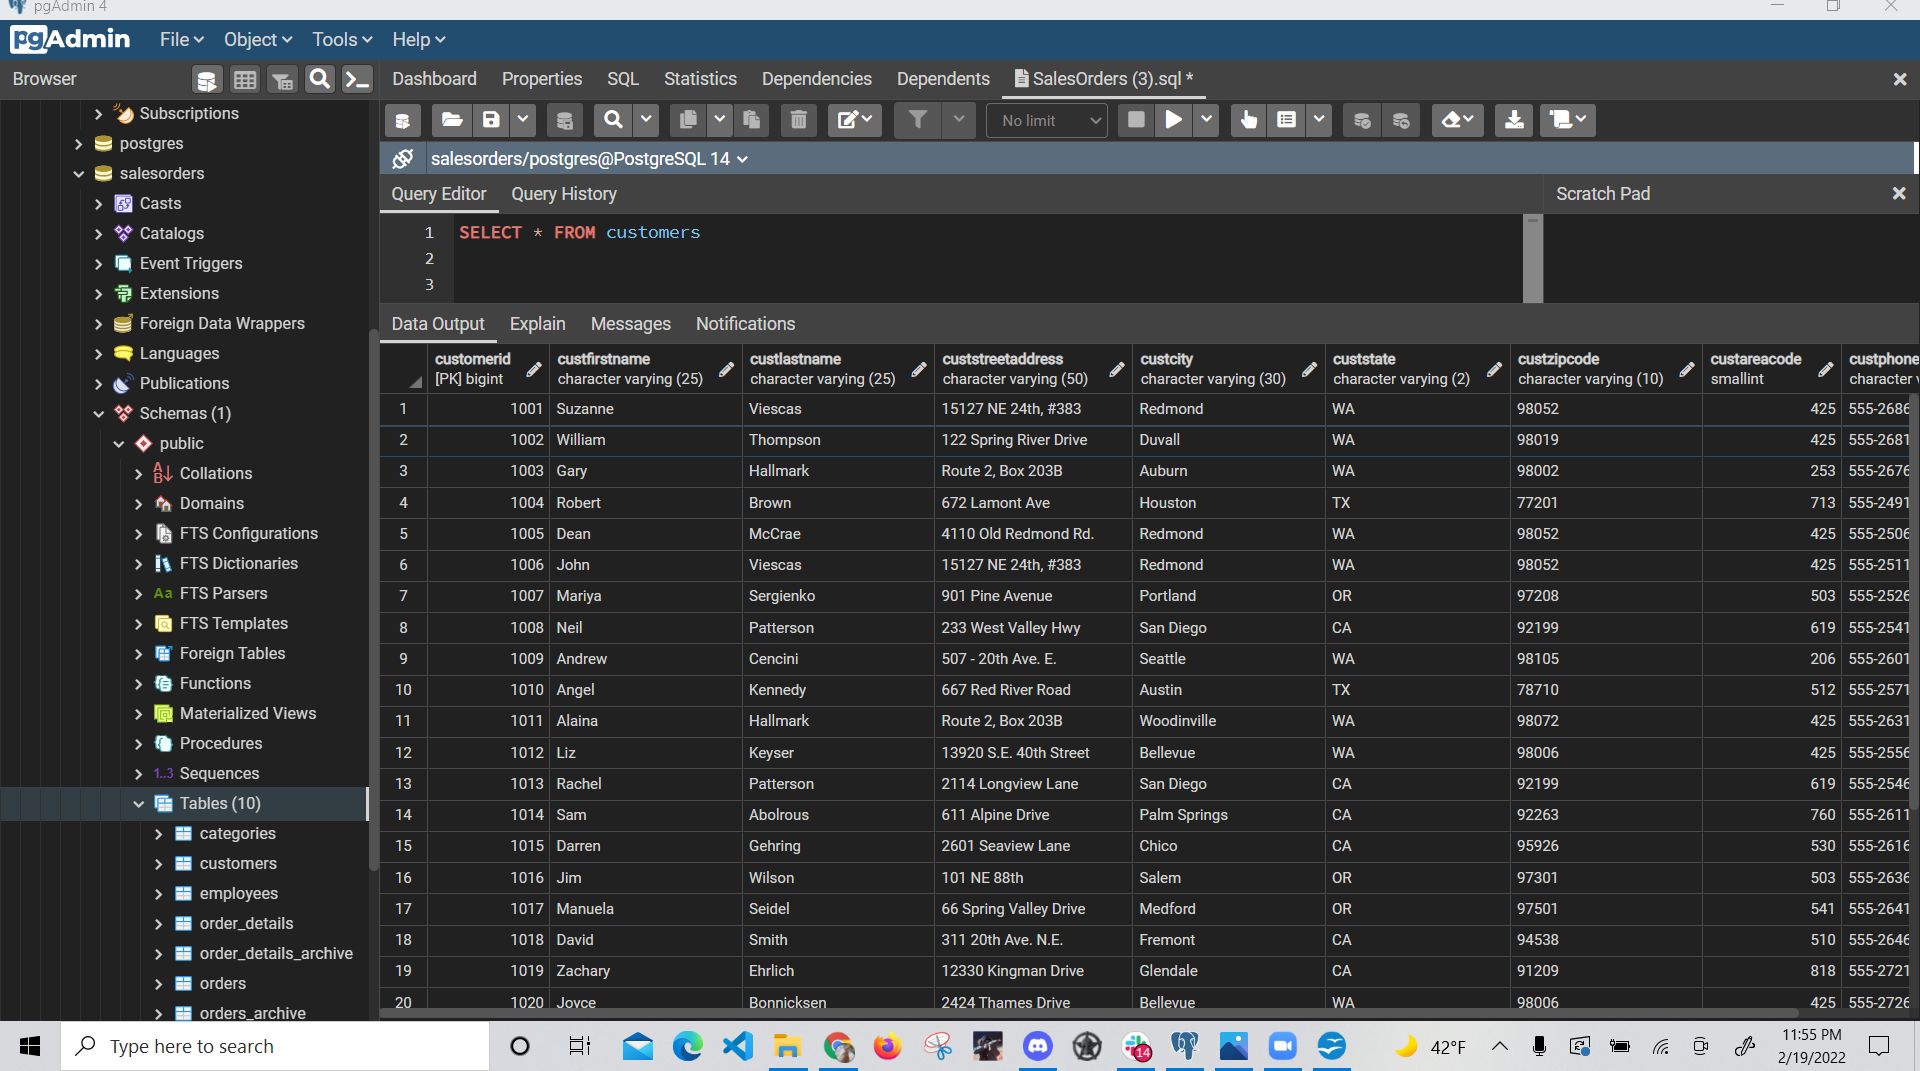 pgAdmin 4
pgAdmin File Object Tools Help
Browser Dashboard Properties SQL Statistics Dependencies Dependents SalesOrders (3).sql *
No limit
salesorders/postgres@PostgreSQL 14
Query Editor Query History Scratch Pad
1 SELECT * FROM customers
2
3
Subscriptions
postgres
salesorders
Casts
Catalogs
Event Triggers
Extensions
Foreign Data Wrappers
Languages
Publications
Schemas (1)
public
Collations
Domains
FTS Configurations
FTS Dictionaries
Aa FTS Parsers
FTS Templates
Foreign Tables
Functions
Materialized Views
Procedures
1..3 Sequences
Tables (10)
categories
customers
employees
order_details
order_details_archive
orders
orders_archive
Data Output Explain Messages Notifications
customerid custfirstname custlastname custstreetaddress custcity custstate custzipcode custareacode custphone
[PK] bigint character varying (25) character varying (25) character varying (50) character varying (30) character varying (2) character varying (10) smallint character v
1 1001 Suzanne Viescas 15127 NE 24th, #383 Redmond WA 98052 425 555-2686
2 1002 William Thompson 122 Spring River Drive Duvall WA 98019 425 555-2681
3 1003 Gary Hallmark Route 2, Box 203B Auburn WA 98002 253 555-2676
4 1004 Robert Brown 672 Lamont Ave Houston TX 77201 713 555-2491
5 1005 Dean McCrae 4110 Old Redmond Rd. Redmond WA 98052 425 555-2506
6 1006 John Viescas 15127 NE 24th, #383 Redmond WA 98052 425 555-2511
7 1007 Mariya Sergienko 901 Pine Avenue Portland OR 97208 503 555-2526
8 1008 Neil Patterson 233 West Valley Hwy San Diego CA 92199 619 555-2541
9 1009 Andrew Cencini 507 - 20th Ave. E. Seattle WA 98105 206 555-2601
10 1010 Angel Kennedy 667 Red River Road Austin TX 78710 512 555-2571
11 1011 Alaina Hallmark Route 2, Box 203B Woodinville WA 98072 425 555-2631
12 1012 Liz Keyser 13920 S.E. 40th Street Bellevue WA 98006 425 555-2556
13 1013 Rachel Patterson 2114 Longview Lane San Diego CA 92199 619 555-2546
14 1014 Sam Abolrous 611 Alpine Drive Palm Springs CA 92263 760 555-2611
15 1015 Darren Gehring 2601 Seaview Lane Chico CA 95926 530 555-2616
16 1016 Jim Wilson 101 NE 88th Salem OR 97301 503 555-2636
17 1017 Manuela Seidel 66 Spring Valley Drive Medford OR 97501 541 555-2641
18 1018 David Smith 311 20th Ave. N.E. Fremont CA 94538 510 555-2646
19 1019 Zachary Ehrlich 12330 Kingman Drive Glendale CA 91209 818 555-2721
20 1020 Joyce Bonnicksen 2424 Thames Drive Bellevue WA 98006 425 555-2726
Type here to search
14
42°F
11:55 PM
2/19/2022